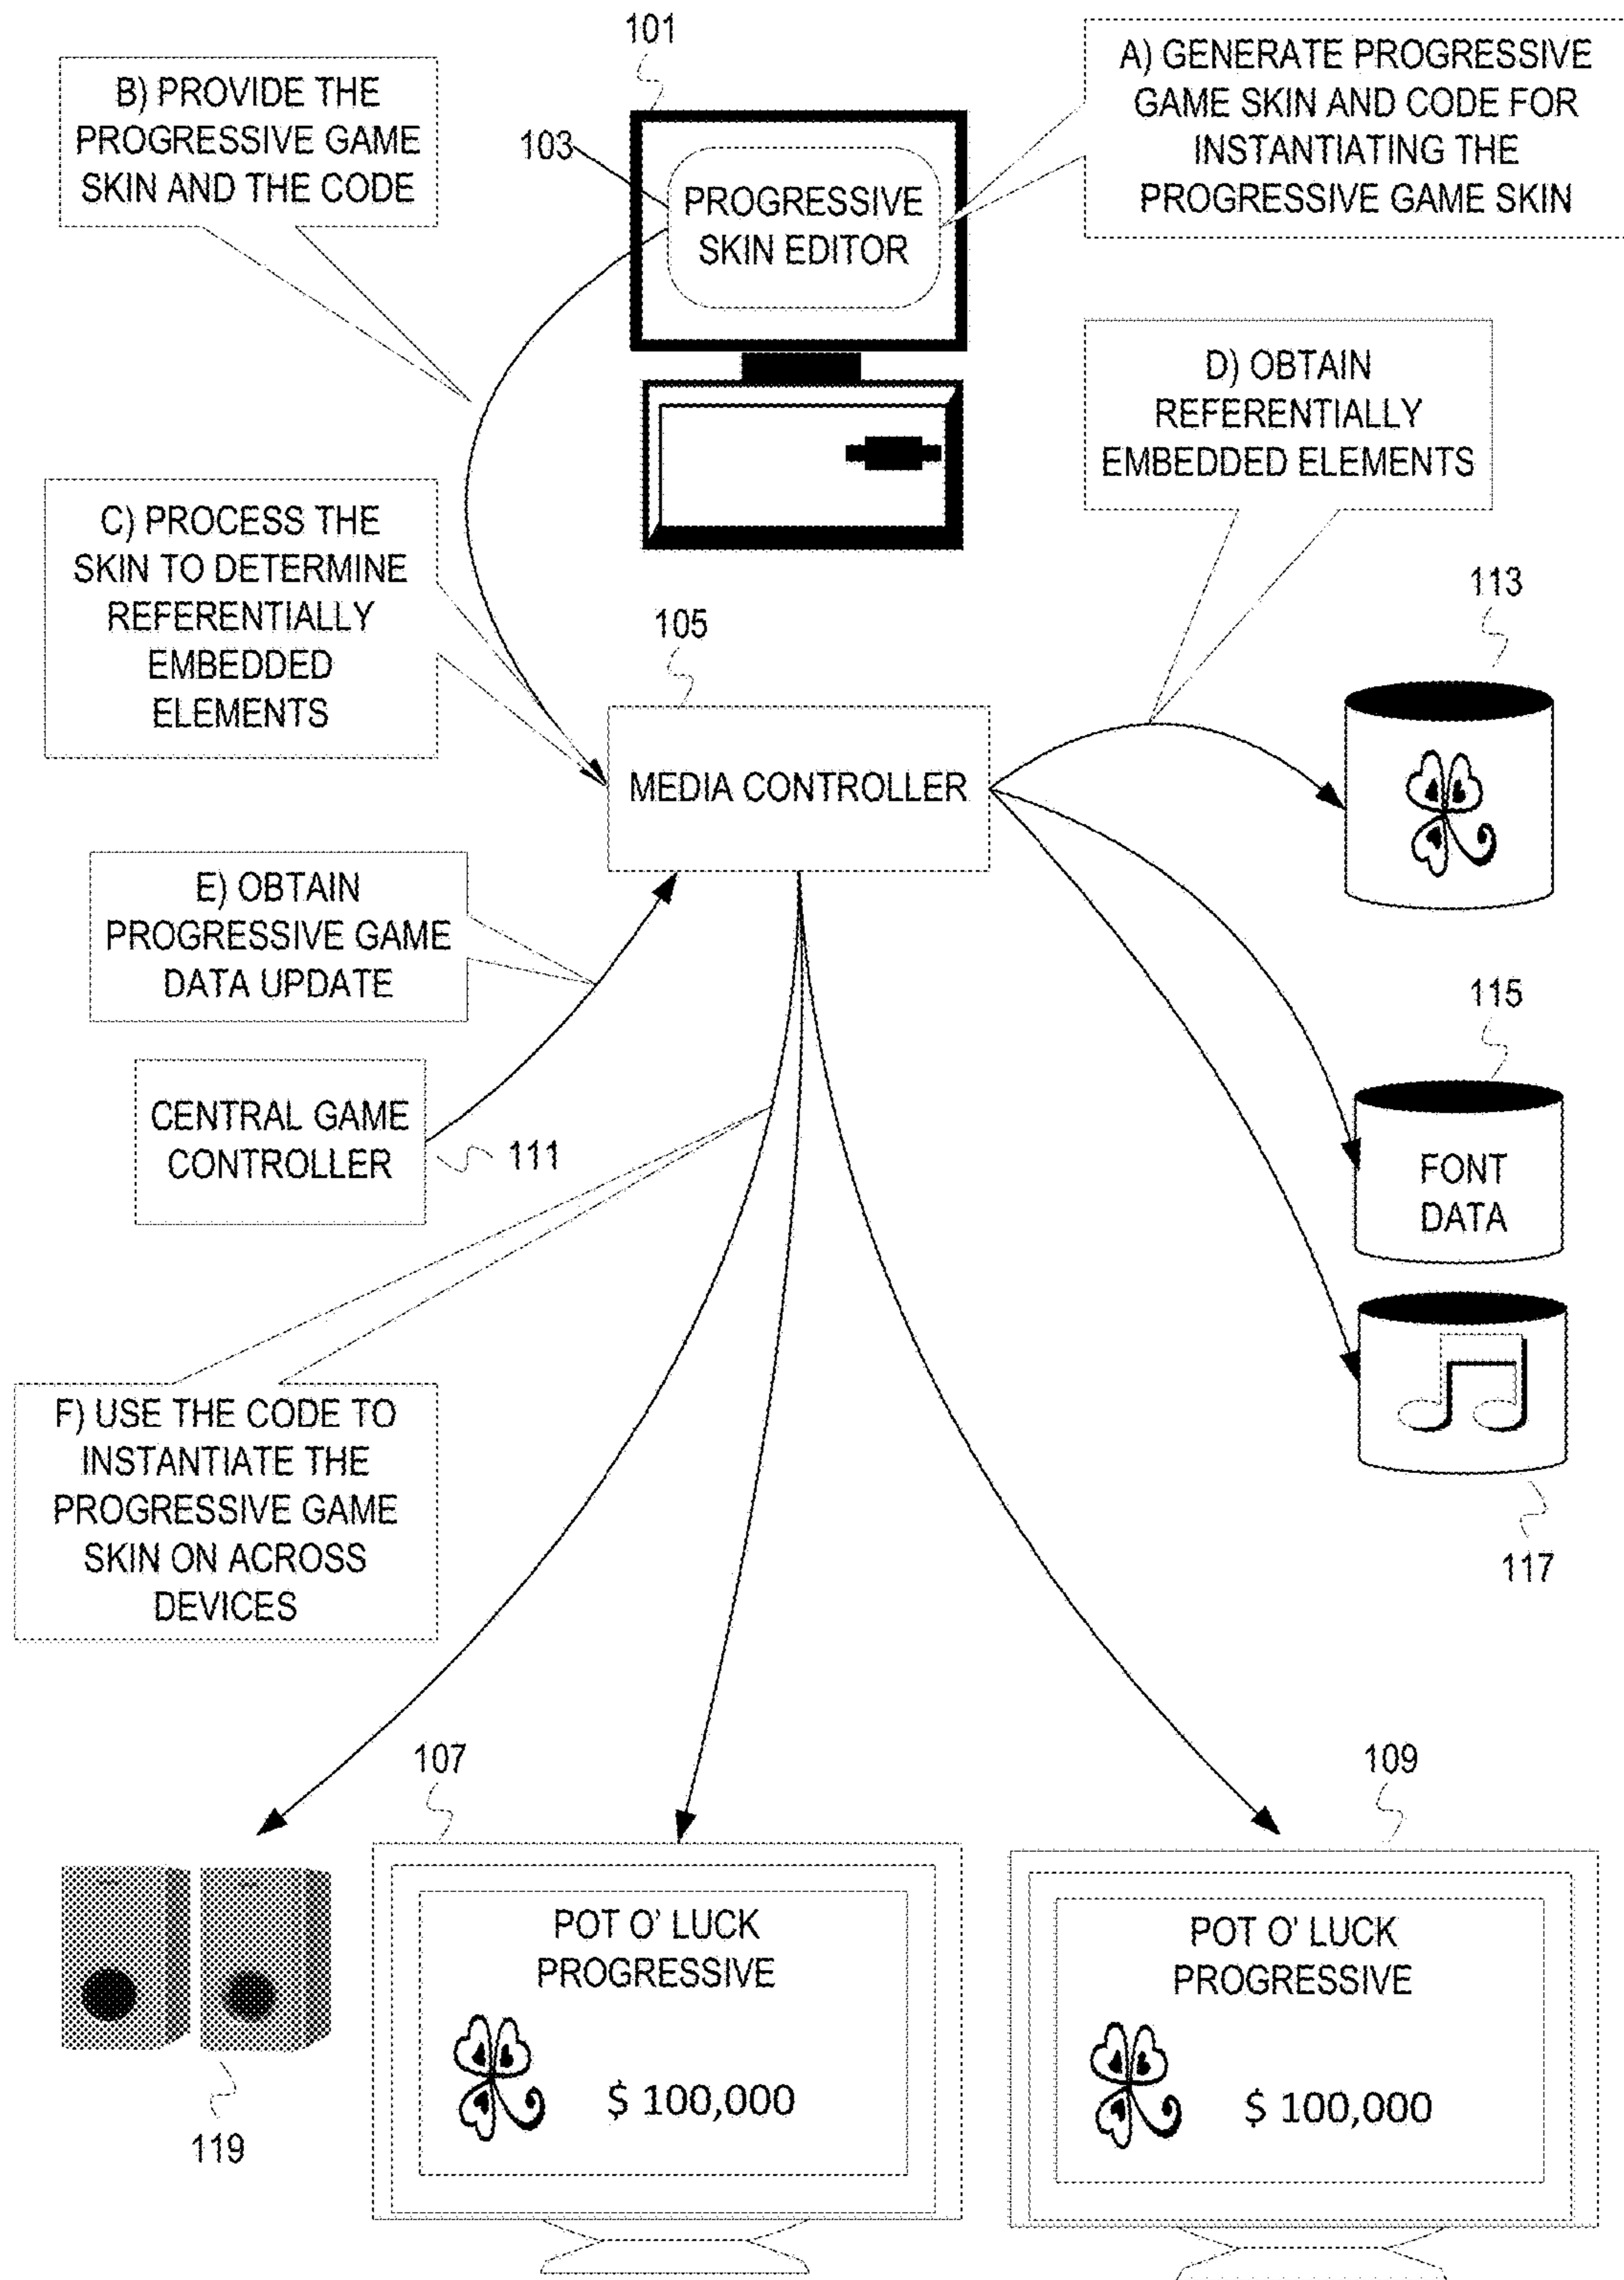 101
A) GENERATE PROGRESSIVE
GAME SKIN AND CODE FOR
INSTANTIATING THE
PROGRESSIVE GAME SKIN
B) PROVIDE THE
PROGRESSIVE GAME
SKIN AND THE CODE
103
PROGRESSIVE
SKIN EDITOR
D) OBTAIN
REFERENTIALLY
EMBEDDED ELEMENTS
C) PROCESS THE
SKIN TO DETERMINE
REFERENTIALLY
EMBEDDED
ELEMENTS
105
113
MEDIA CONTROLLER
E) OBTAIN
PROGRESSIVE GAME
DATA UPDATE
115
CENTRAL GAME
CONTROLLER
111
FONT
DATA
F) USE THE CODE TO
INSTANTIATE THE
PROGRESSIVE GAME
SKIN ON ACROSS
DEVICES
117
107
109
POT O' LUCK
PROGRESSIVE
$ 100,000
POT O' LUCK
PROGRESSIVE
$ 100,000
119